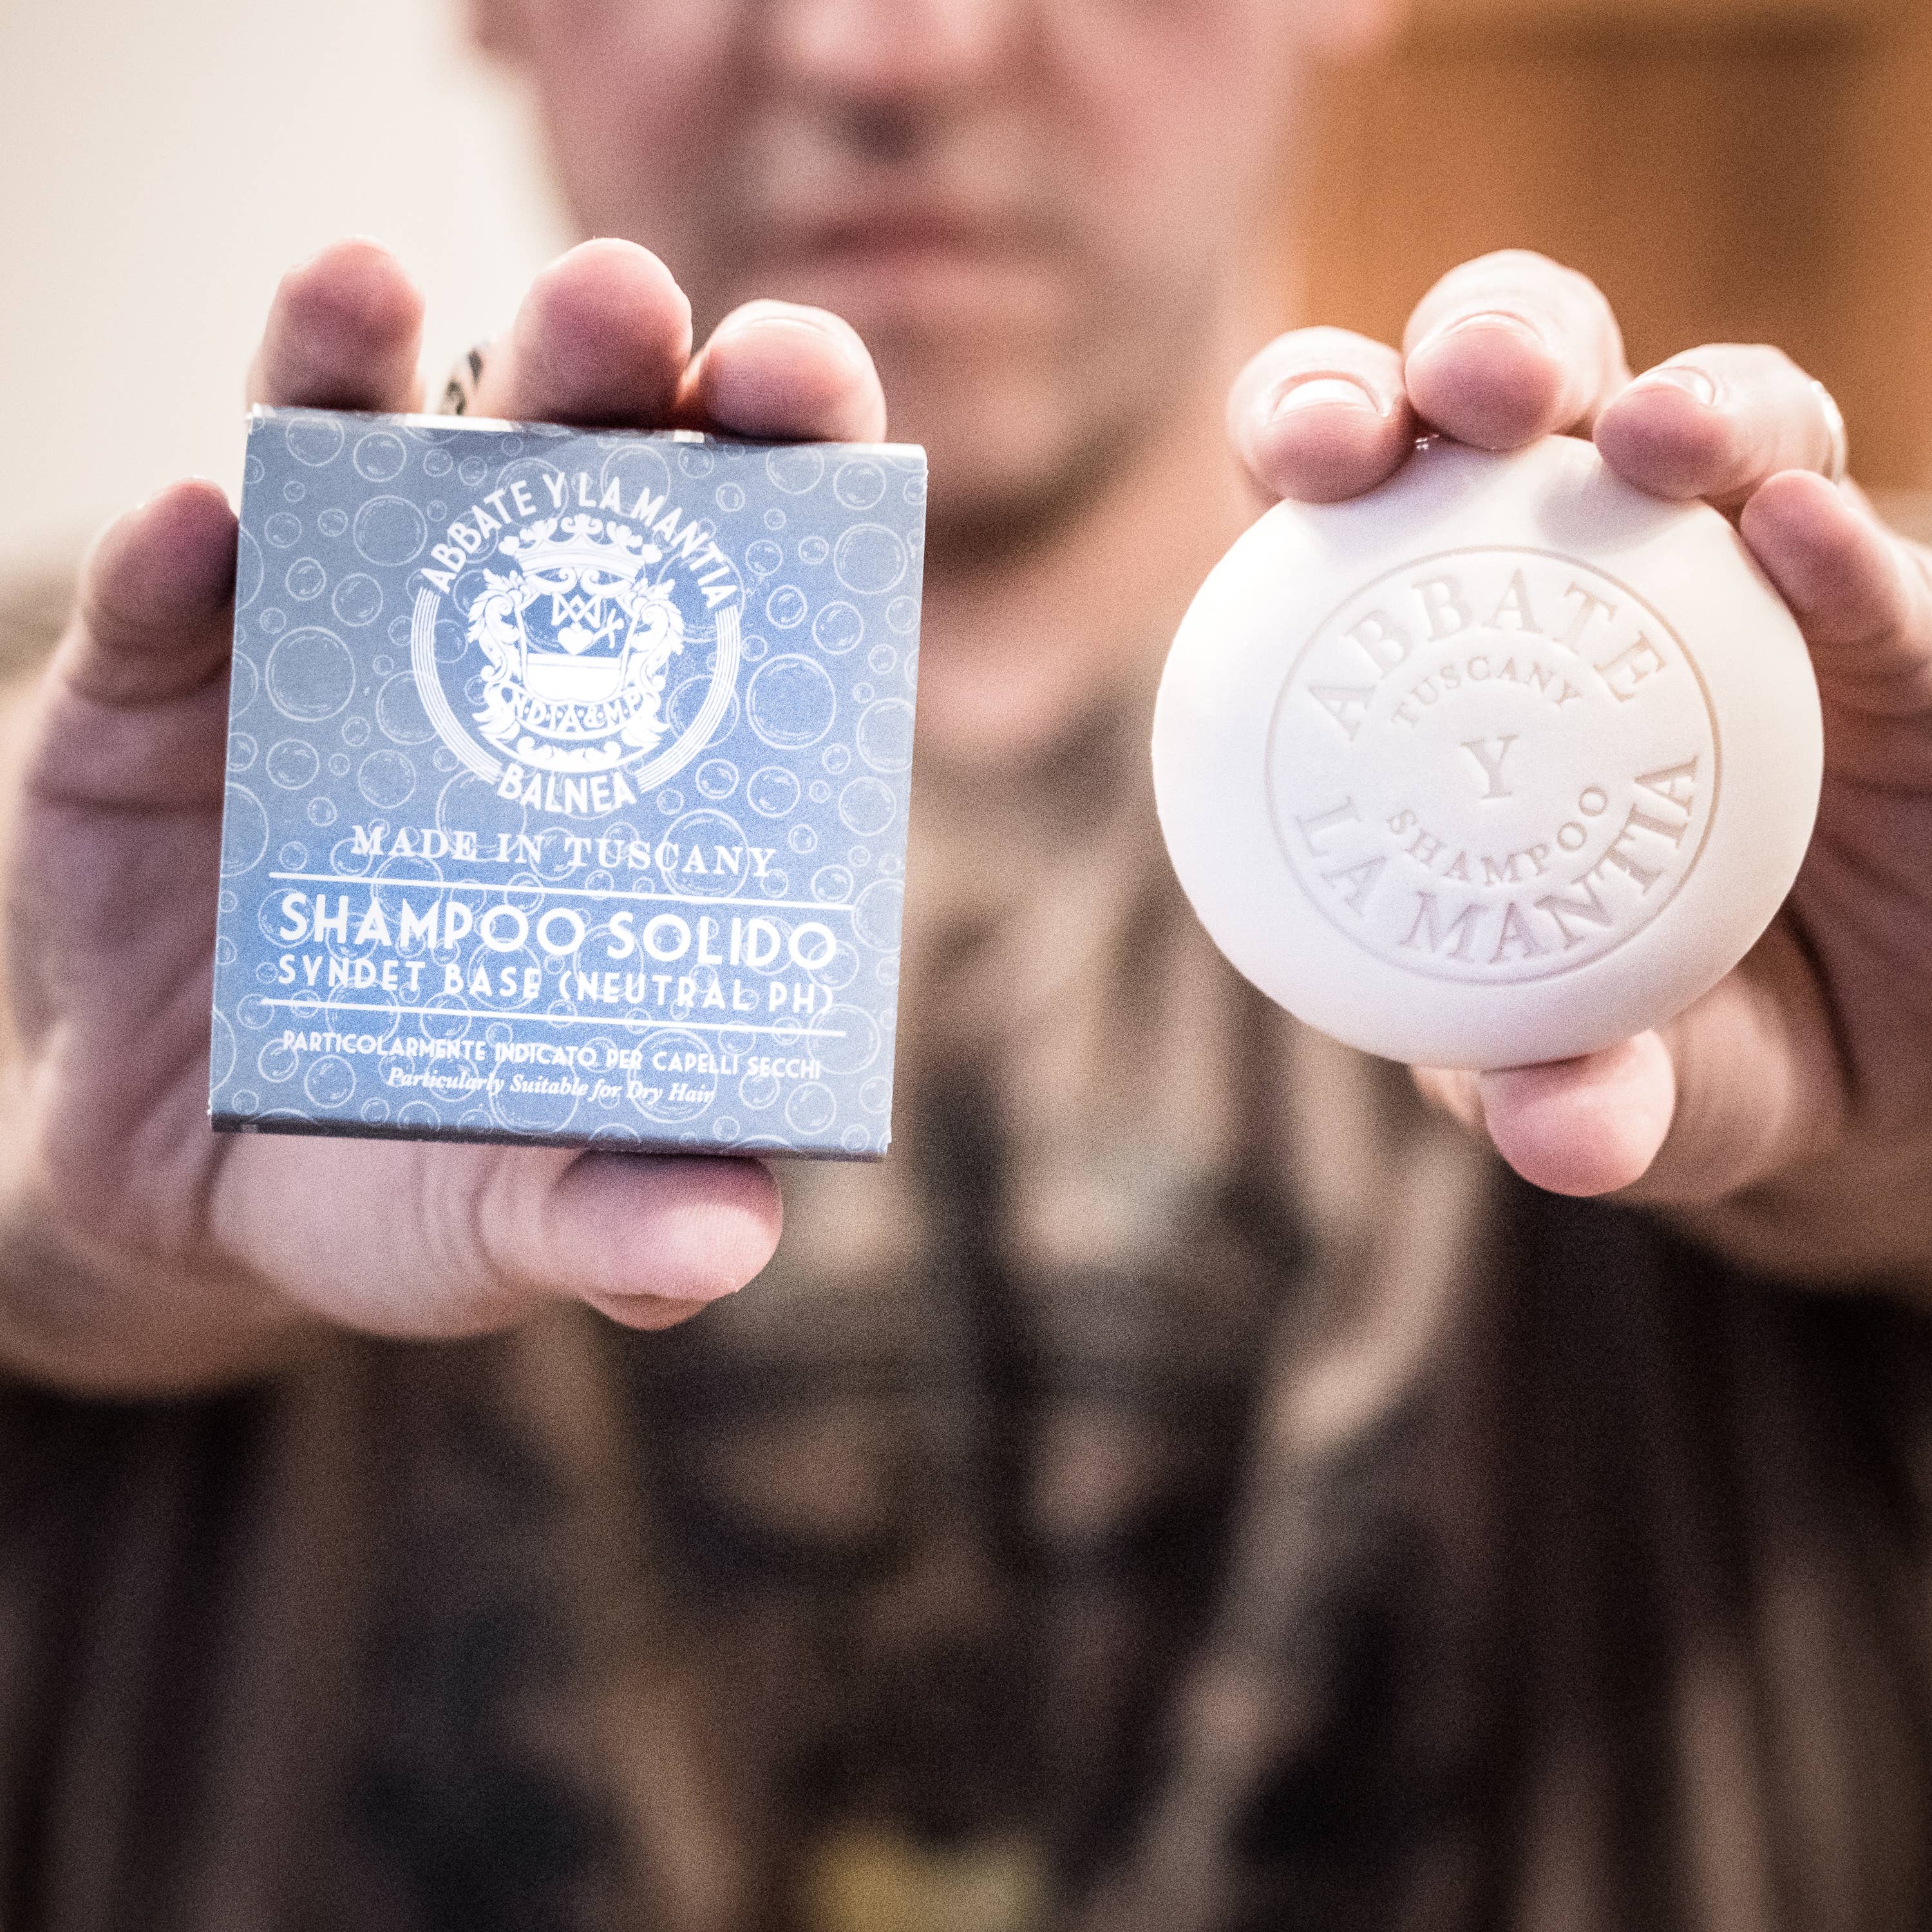 ABBATE Y LA MANTIA
N·D·F·A·&·M·P
BALNEA
MADE IN TUSCANY
SHAMPOO SOLIDO
SYNDET BASE (NEUTRAL PH)
PARTICOLARMENTE INDICATO PER CAPELLI SECCHI
Particularly Suitable for Dry Hair
ABBATE
TUSCANY
Y
SHAMPOO
LA MANTIA